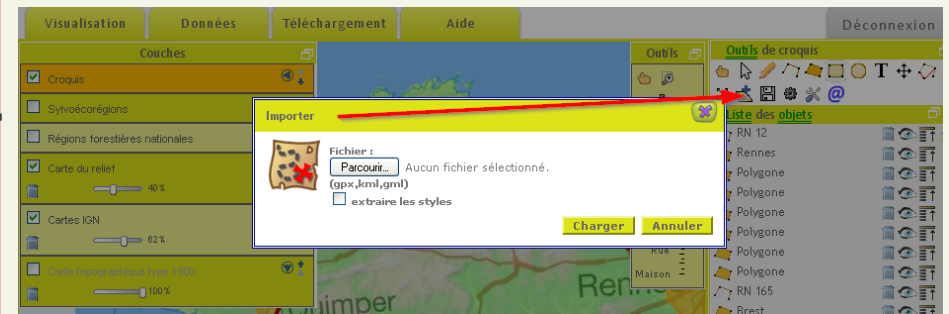 Visualisation
Données
Téléchargement
Aide
Déconnexion
Couches
Croquis
Sylvoécorégions
Régions forestières nationales
Carte du relief
40 %
Cartes IGN
62 %
Carte topographique type 1900
100 %
Importer
Fichier :
Parcourir... Aucun fichier sélectionné.
(gpx,kml,gml)
extraire les styles
Charger
Annuler
Outils
Rue
Maison
Outils de croquis
T
@
Liste des objets
RN 12
Rennes
Polygone
Polygone
Polygone
Polygone
Polygone
Polygone
RN 165
Brest
uimper
Ren